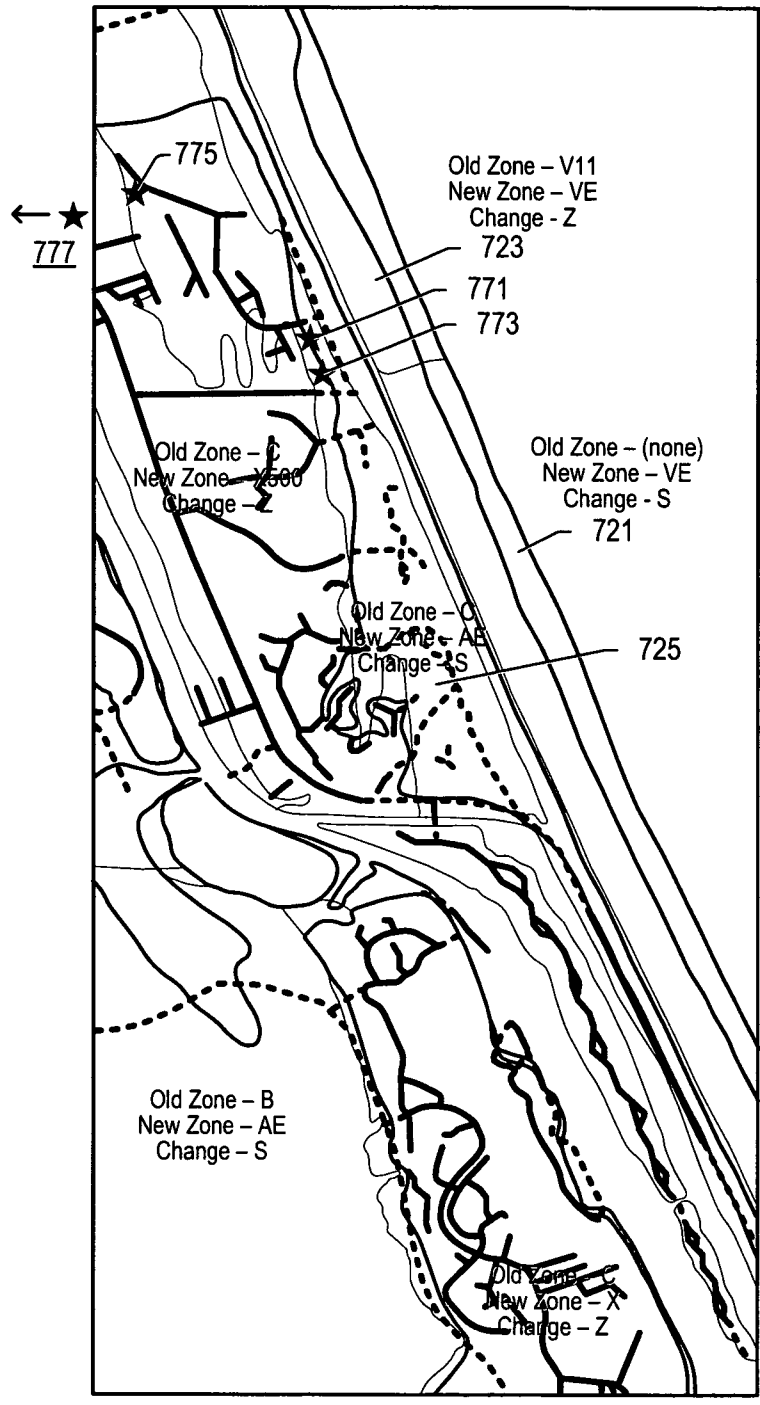 775
Old Zone – V11
New Zone – VE
Change - Z
723
777
771
773
Old Zone – C
New Zone – X500
Change – Z
Old Zone – (none)
New Zone – VE
Change - S
721
Old Zone – C
New Zone – AE
Change – S
725
Old Zone – B
New Zone – AE
Change – S
Old Zone – C
New Zone – X
Change – Z